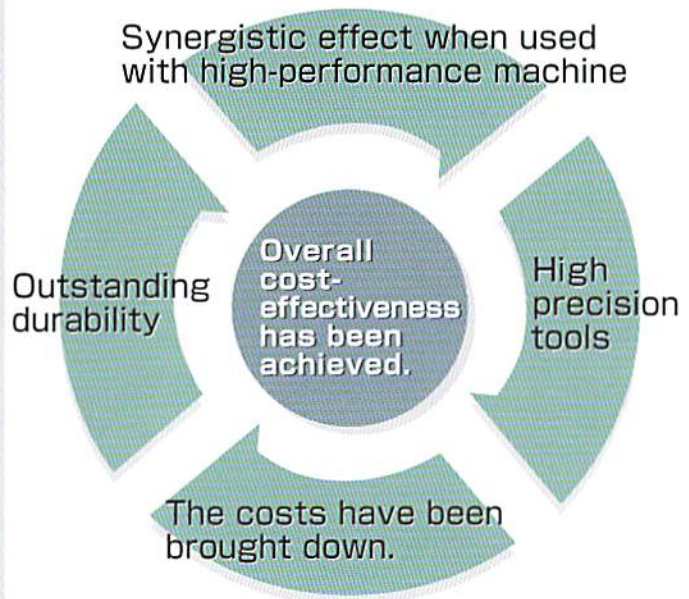 Synergistic effect when used
with high-performance machine
Outstanding
durability
Overall
cost-
effectiveness
has been
achieved.
High
precision
tools
The costs have been
brought down.